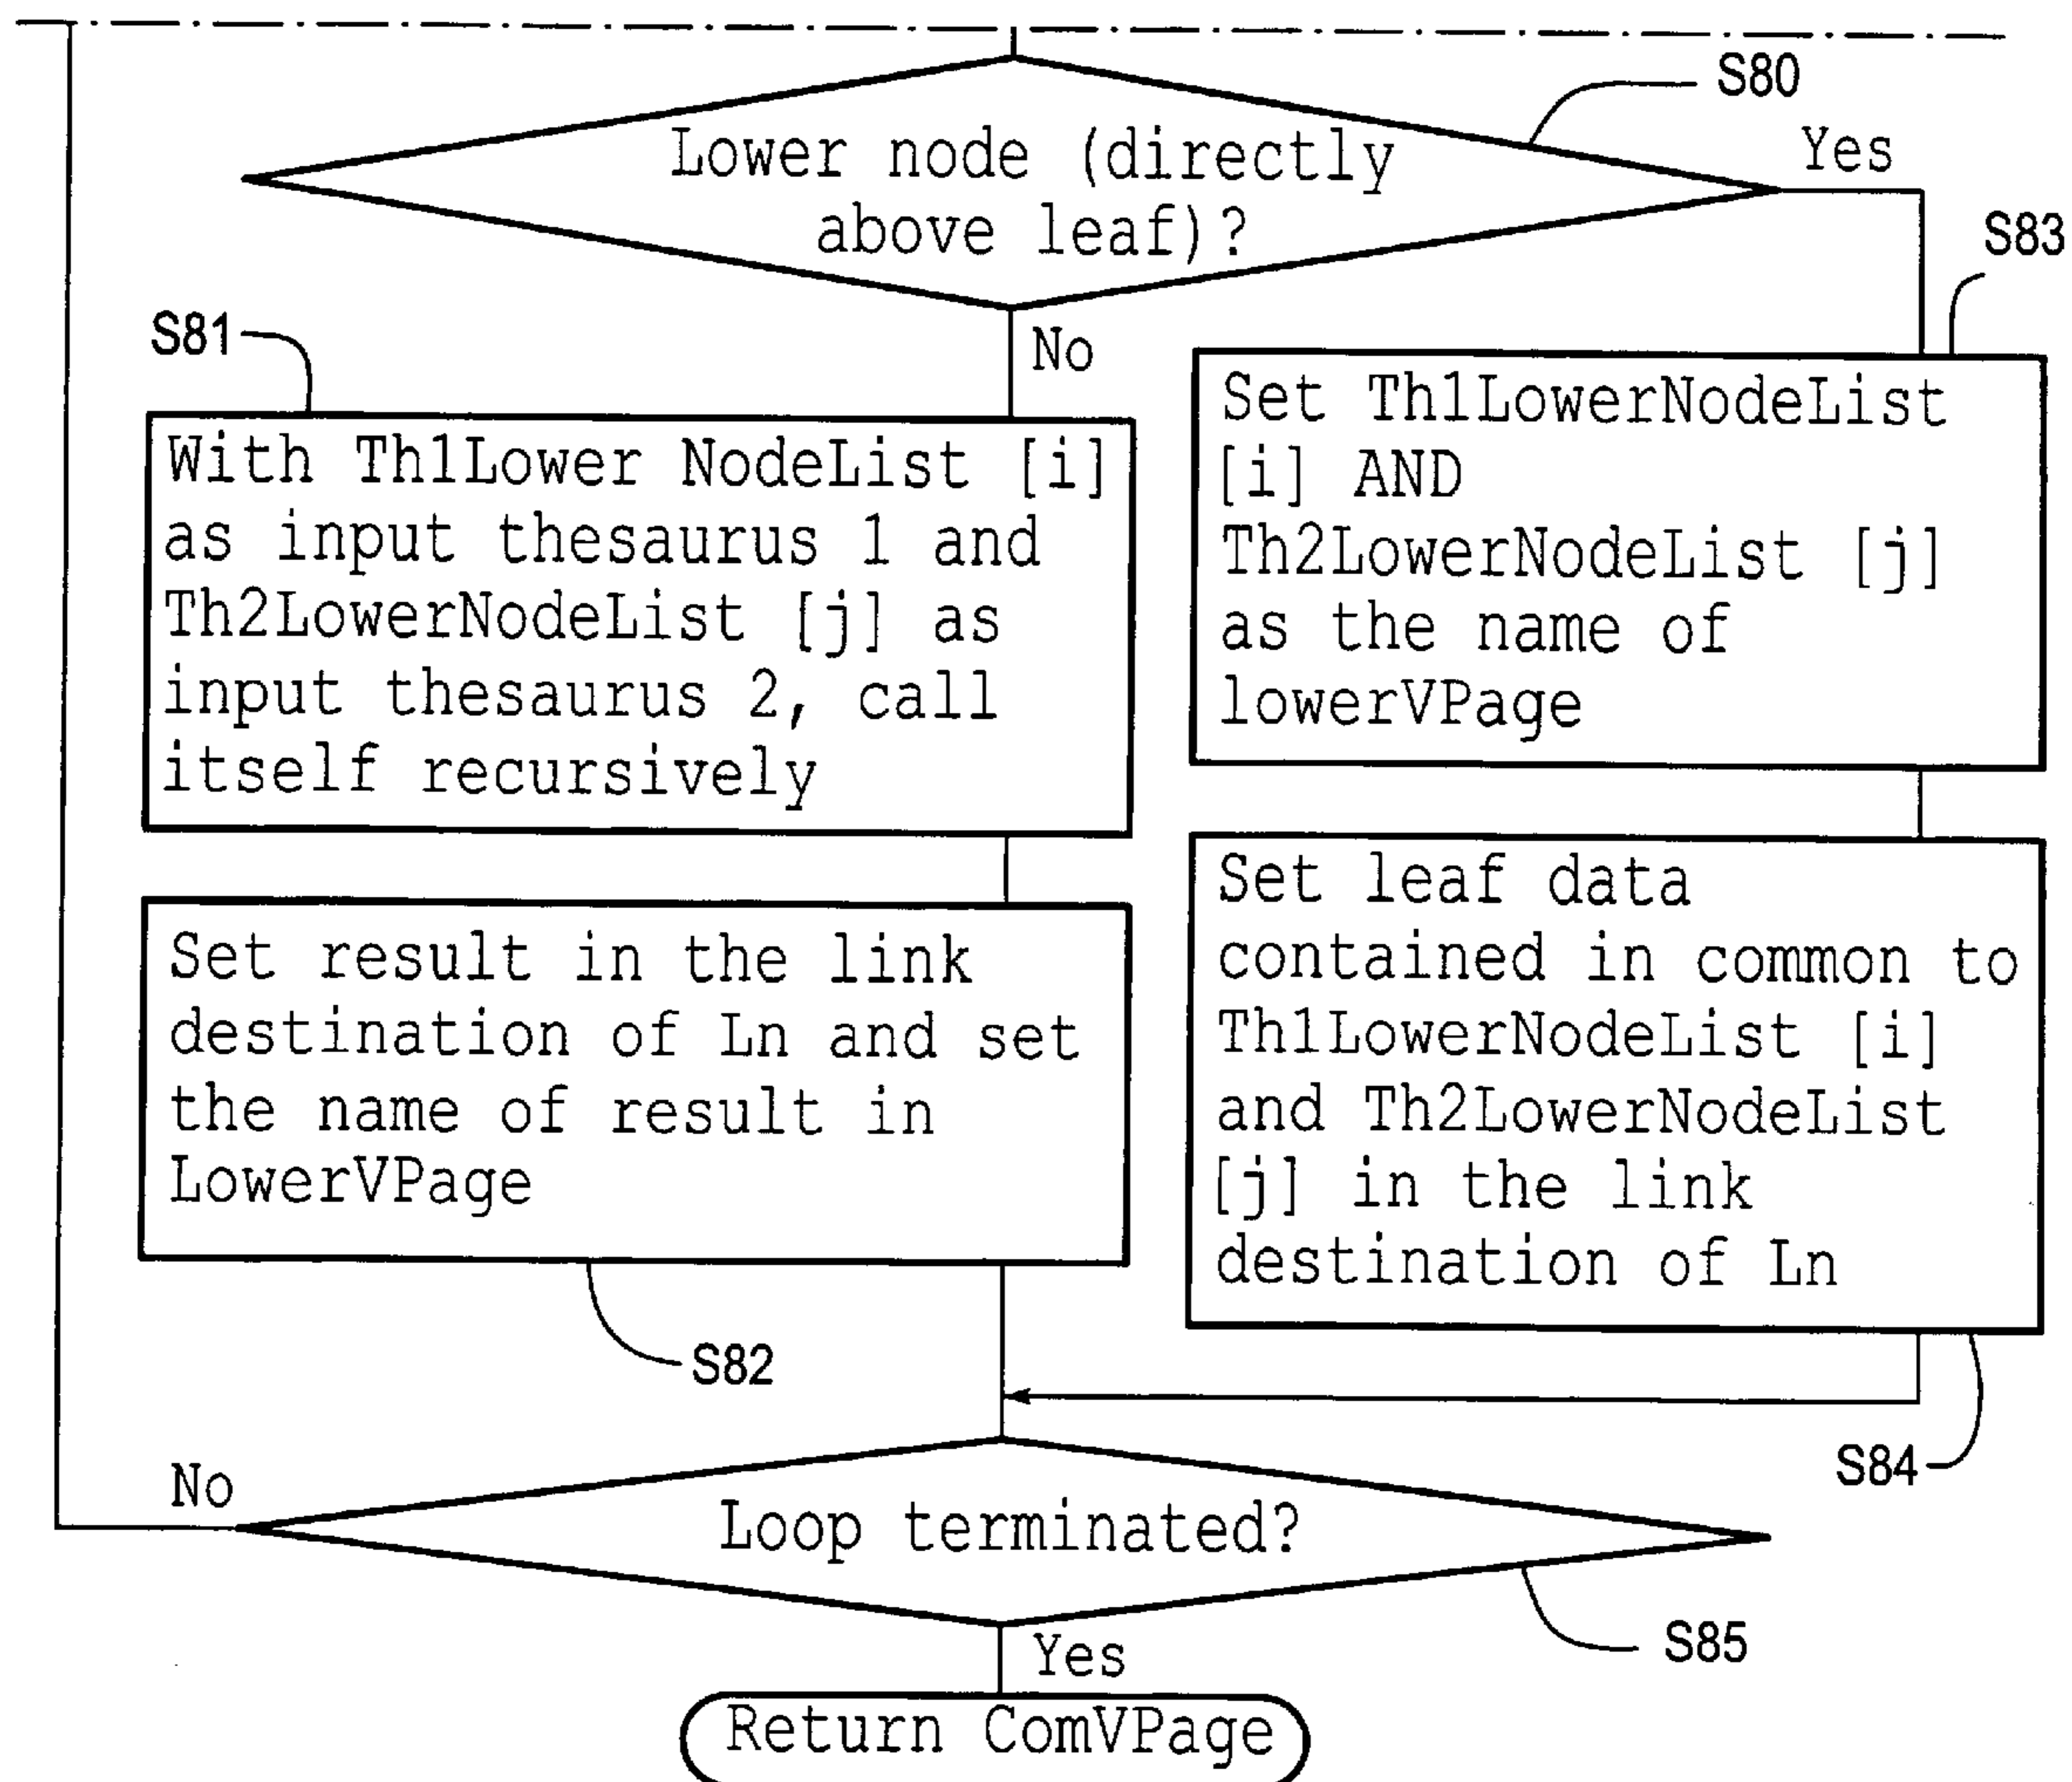 S80
Lower node (directly
above leaf)?
Yes
S83
S81
No
With Th1Lower NodeList [i]
as input thesaurus 1 and
Th2LowerNodeList [j] as
input thesaurus 2, call
itself recursively
Set Th1LowerNodeList
[i] AND
Th2LowerNodeList [j]
as the name of
lowerVPage
Set result in the link
destination of Ln and set
the name of result in
LowerVPage
S82
Set leaf data
contained in common to
Th1LowerNodeList [i]
and Th2LowerNodeList
[j] in the link
destination of Ln
S84
No
Loop terminated?
S85
Yes
Return ComVPage